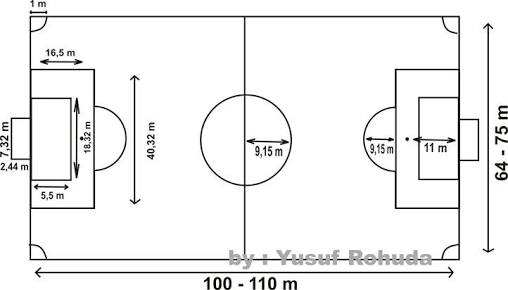 1 m
16,5 m
7,32 m
2,44 m
18.32 m
5,5 m
40,32 m
9,15 m
9,15 m
11 m
64 - 75 m
by : Yusuf Rohuda
100 - 110 m